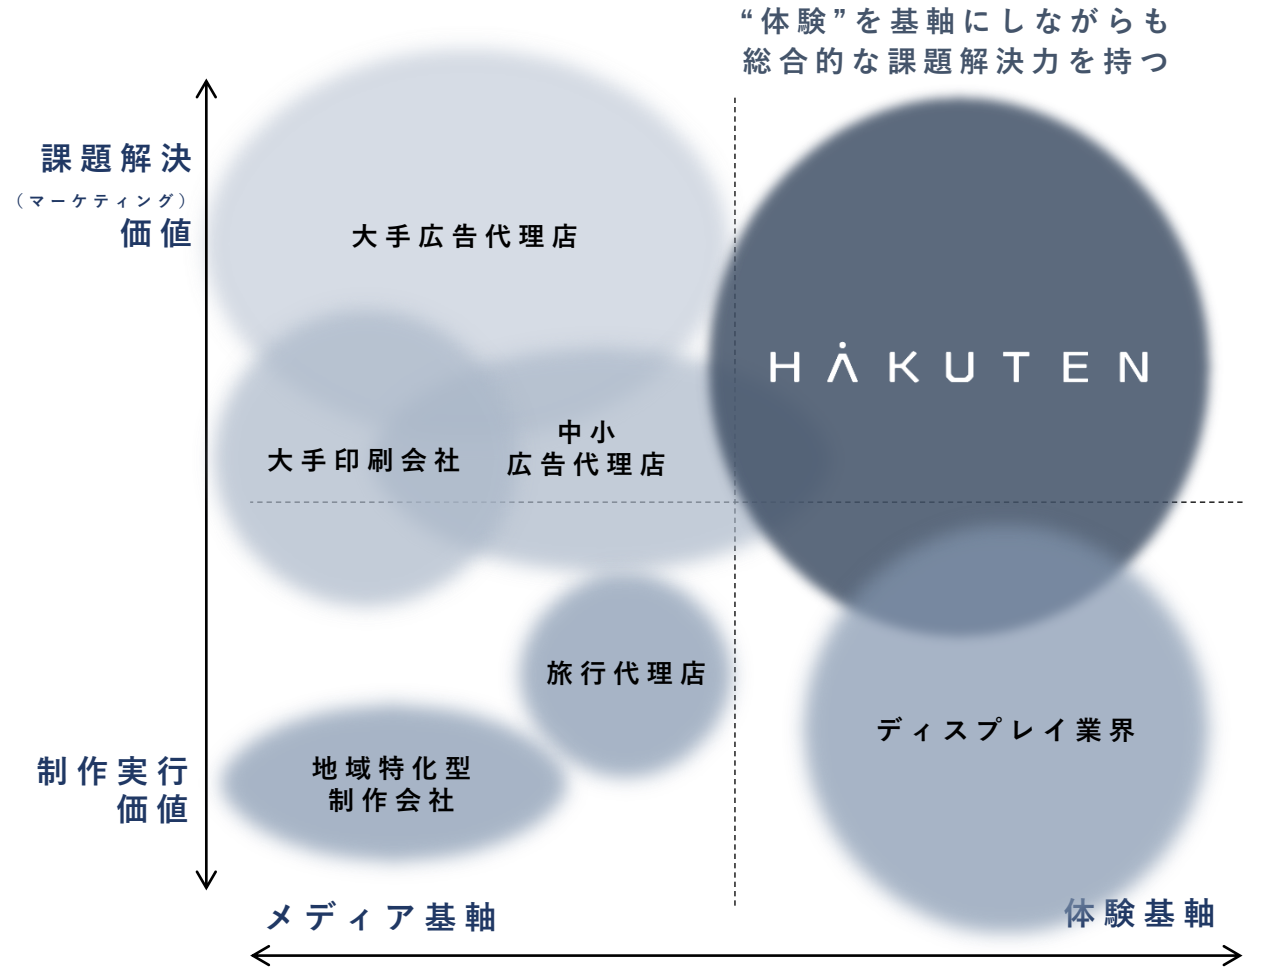 “体験”を基軸にしながらも
総合的な課題解決力を持つ
課題解決
（マーケティング）
価値
大手広告代理店
HAKUTEN
中小
広告代理店
大手印刷会社
旅行代理店
ディスプレイ業界
地域特化型
制作会社
制作実行
価値
メディア基軸
体験基軸